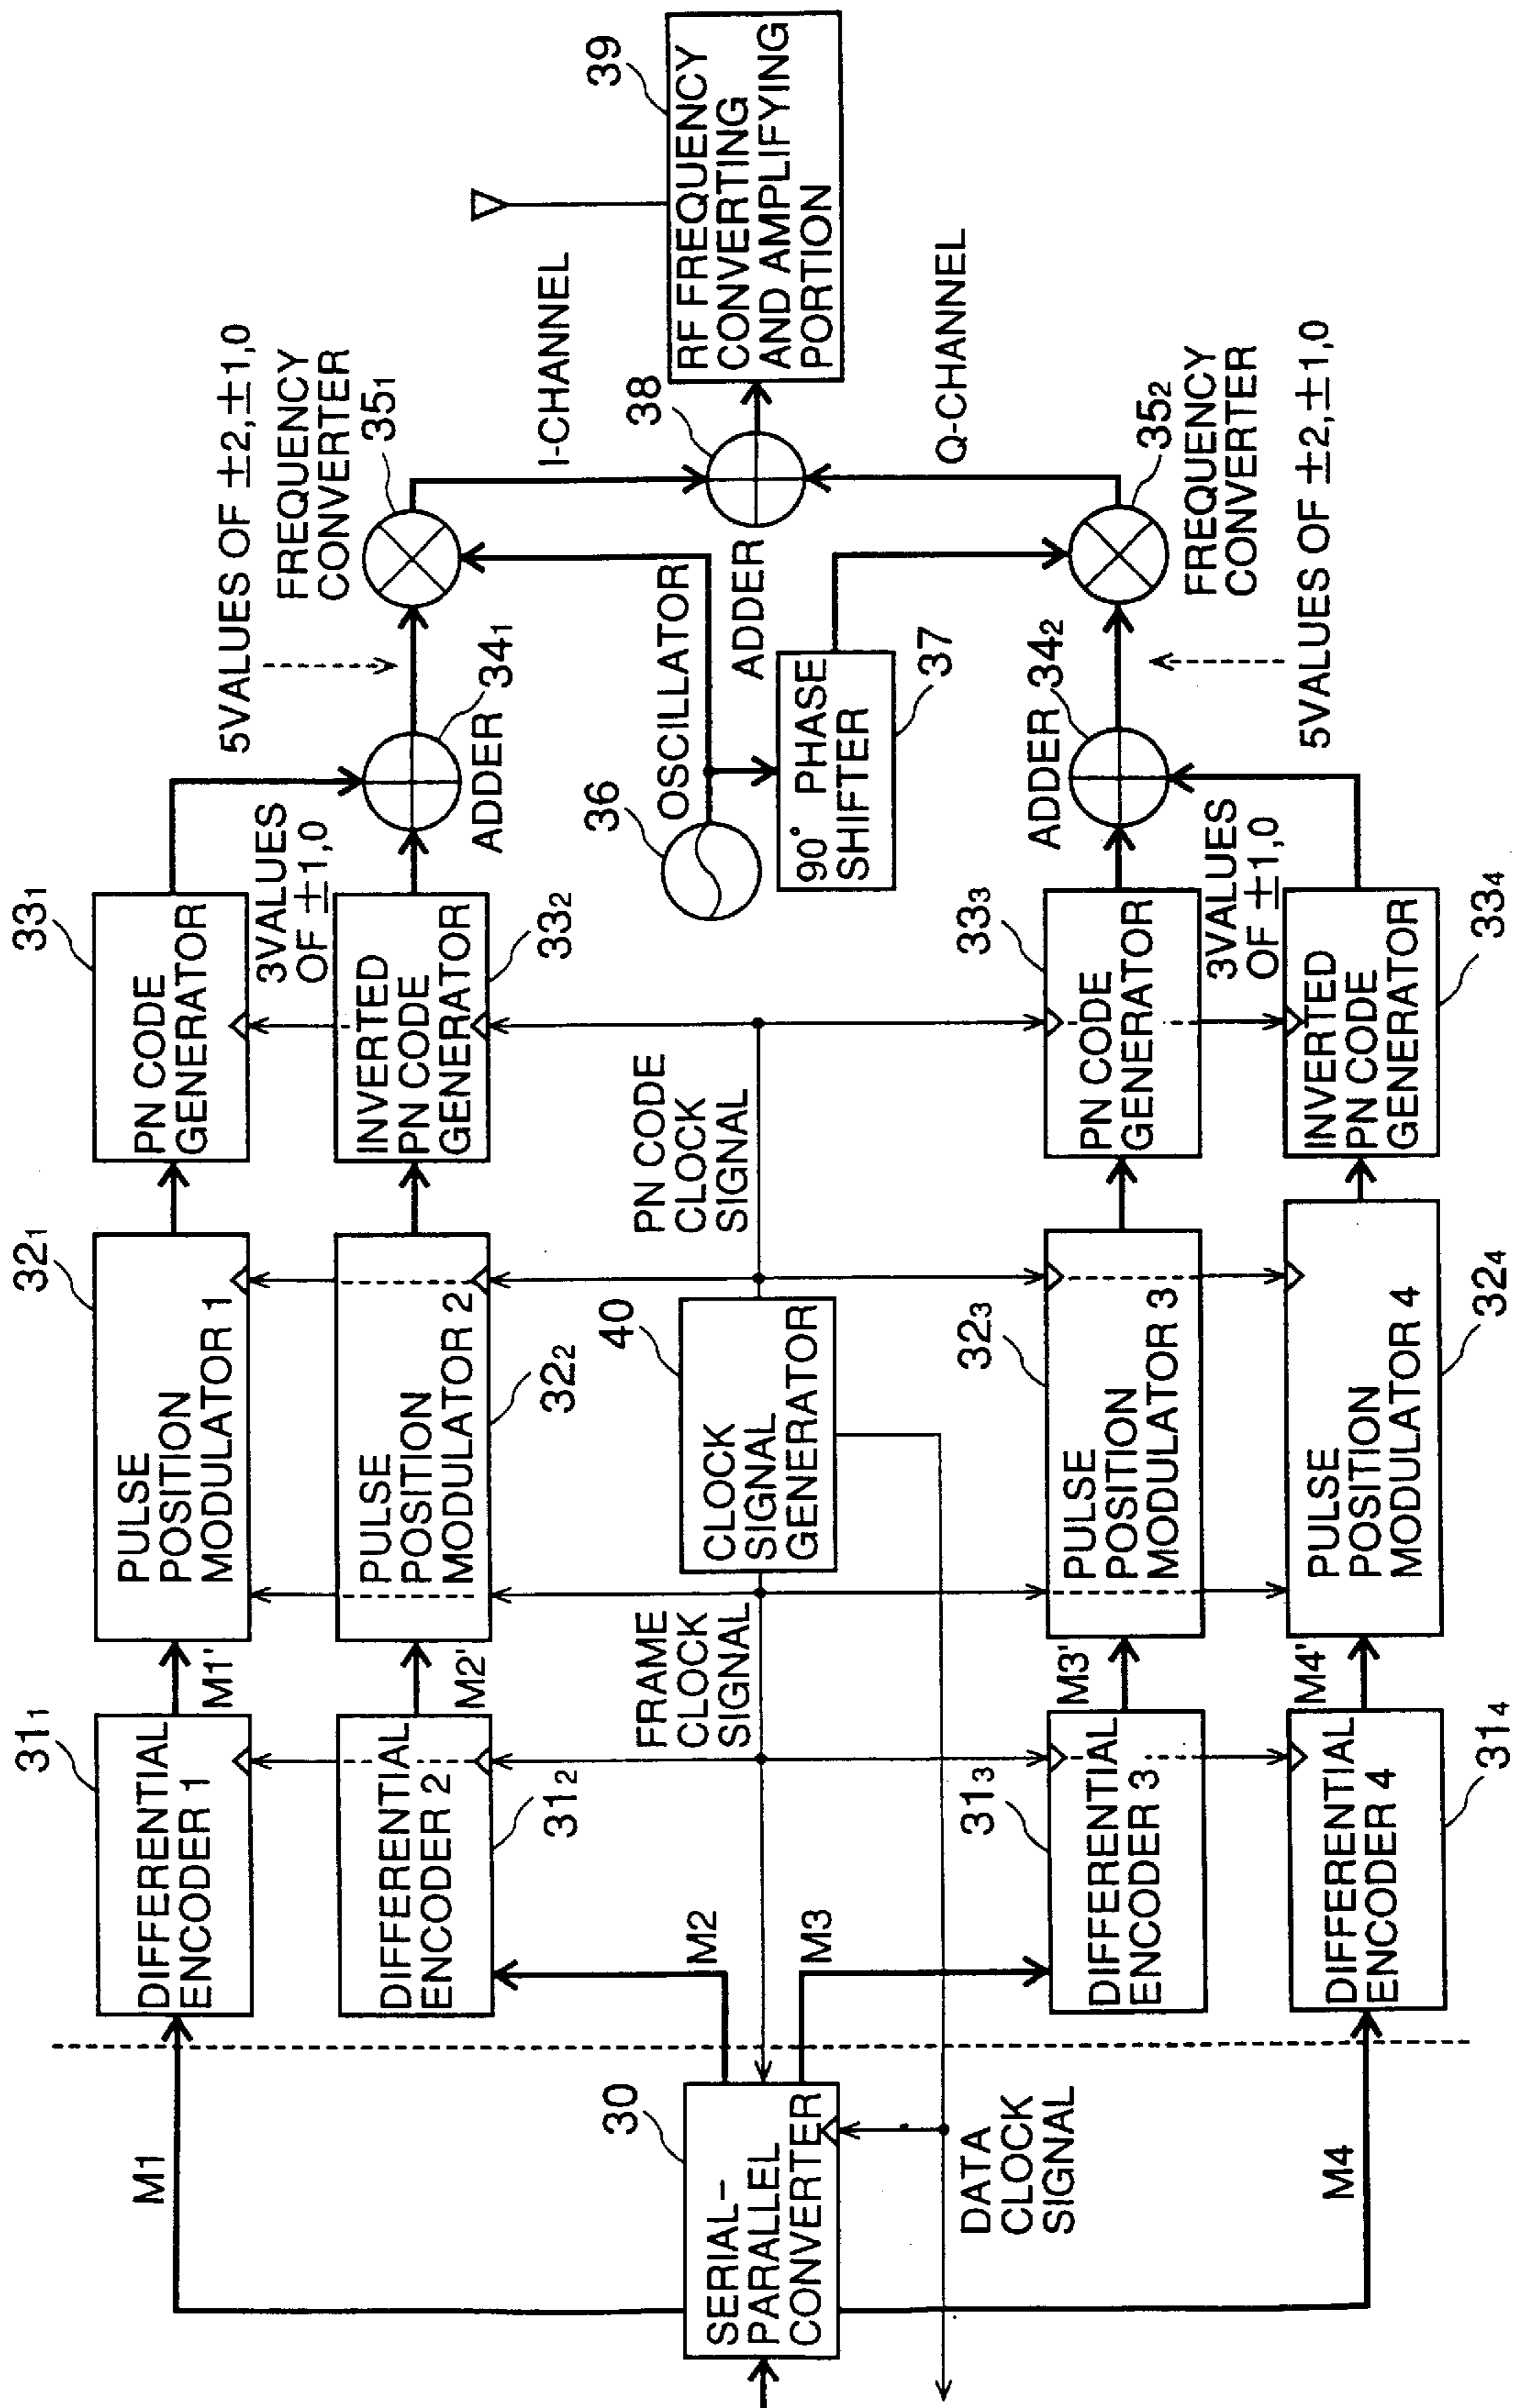 SERIAL-
PARALLEL
CONVERTER
30
M1
M2
M3
M4
DATA
CLOCK
SIGNAL
DIFFERENTIAL
ENCODER 1
31₁
DIFFERENTIAL
ENCODER 2
31₂
DIFFERENTIAL
ENCODER 3
31₃
DIFFERENTIAL
ENCODER 4
31₄
M1'
M2'
M3'
M4'
FRAME
CLOCK
SIGNAL
PULSE
POSITION
MODULATOR 1
32₁
PULSE
POSITION
MODULATOR 2
32₂
CLOCK
SIGNAL
GENERATOR
40
PULSE
POSITION
MODULATOR 3
32₃
PULSE
POSITION
MODULATOR 4
32₄
PN CODE
CLOCK
SIGNAL
PN CODE
GENERATOR
33₁
3VALUES
OF ±1,0
INVERTED
PN CODE
GENERATOR
33₂
PN CODE
GENERATOR
33₃
3VALUES
OF ±1,0
INVERTED
PN CODE
GENERATOR
33₄
ADDER
34₁
36
OSCILLATOR
90° PHASE
SHIFTER
37
ADDER
34₂
5VALUES OF ±2,±1,0
FREQUENCY
CONVERTER
35₁
FREQUENCY
CONVERTER
35₂
5VALUES OF ±2,±1,0
I-CHANNEL
ADDER
38
Q-CHANNEL
RF FREQUENCY
CONVERTING
AND AMPLIFYING
PORTION
39